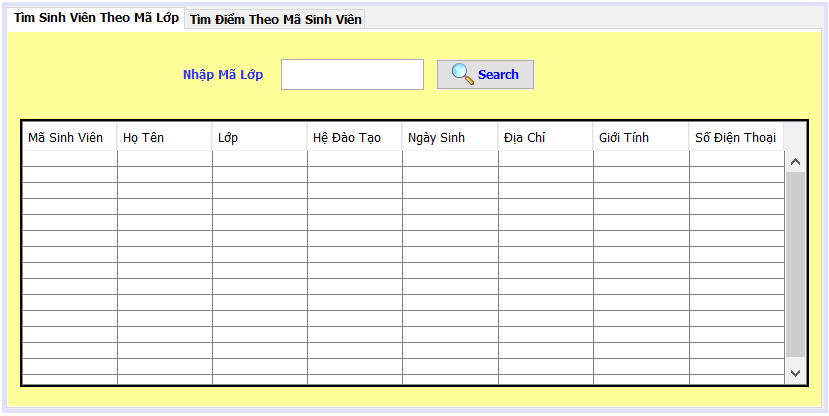 Tìm Sinh Viên Theo Mã Lớp Tìm Điểm Theo Mã Sinh Viên
Nhập Mã Lớp Search
Mã Sinh Viên Họ Tên Lớp Hệ Đào Tạo Ngày Sinh Địa Chỉ Giới Tính Số Điện Thoại